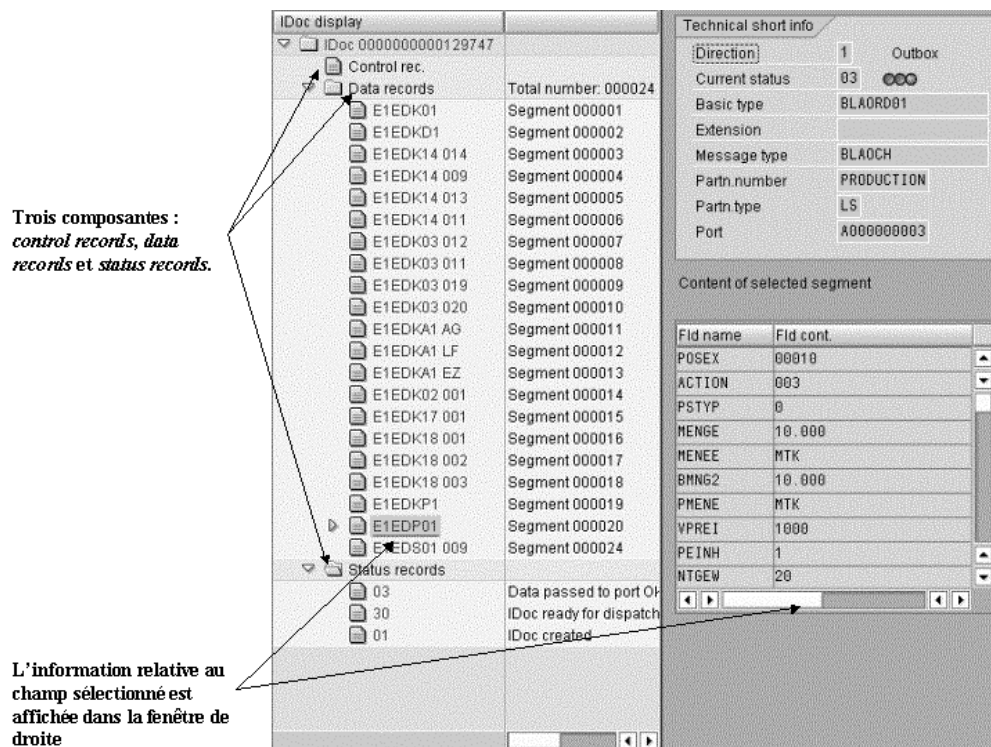 IDoc display
IDoc 0000000000129747
Control rec.
Data records Total number: 000024
E1EDK01 Segment 000001
E1EDKD1 Segment 000002
E1EDK14 014 Segment 000003
E1EDK14 009 Segment 000004
E1EDK14 013 Segment 000005
E1EDK14 011 Segment 000006
E1EDK03 012 Segment 000007
E1EDK03 011 Segment 000008
E1EDK03 019 Segment 000009
E1EDK03 020 Segment 000010
E1EDKA1 AG Segment 000011
E1EDKA1 LF Segment 000012
E1EDKA1 EZ Segment 000013
E1EDK02 001 Segment 000014
E1EDK17 001 Segment 000015
E1EDK18 001 Segment 000016
E1EDK18 002 Segment 000017
E1EDK18 003 Segment 000018
E1EDKP1 Segment 000019
E1EDP01 Segment 000020
E1EDS01 009 Segment 000024
Status records
03 Data passed to port OK
30 IDoc ready for dispatch
01 IDoc created
Trois composantes :
control records, data
records et status records.
L'information relative au
champ sélectionné est
affichée dans la fenêtre de
droite
Technical short info
Direction 1 Outbox
Current status 03
Basic type BLAORD01
Extension
Message type BLAOCH
Partn.number PRODUCTION
Partn.type LS
Port A000000003
Content of selected segment
Fld name Fld cont.
POSEX 00010
ACTION 003
PSTYP 0
MENGE 10.000
MENEE MTK
BMNG2 10.000
PMENE MTK
VPREI 1000
PEINH 1
NTGEW 20